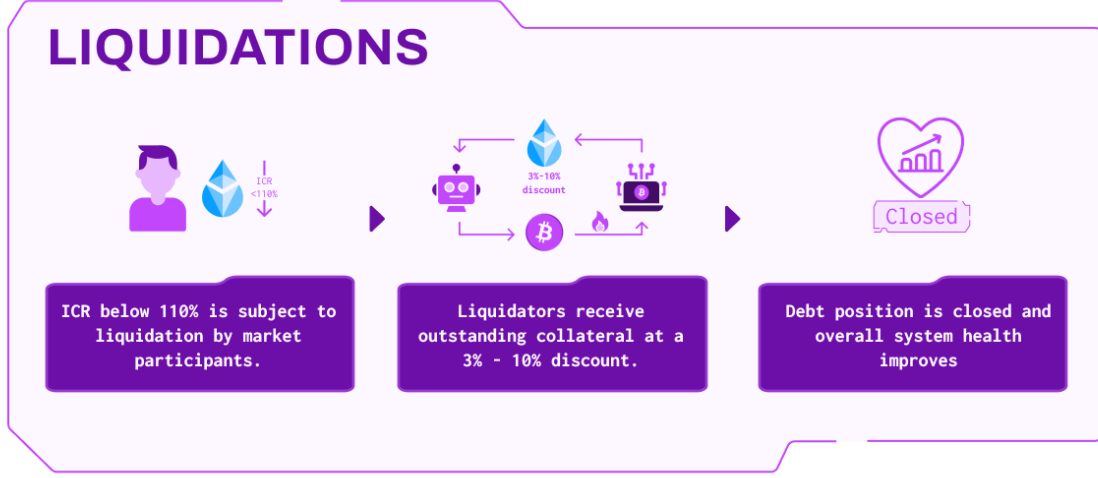 LIQUIDATIONS
ICR
<110%
3%-10%
discount
Closed
ICR below 110% is subject to
liquidation by market
participants.
Liquidators receive
outstanding collateral at a
3% - 10% discount.
Debt position is closed and
overall system health
improves